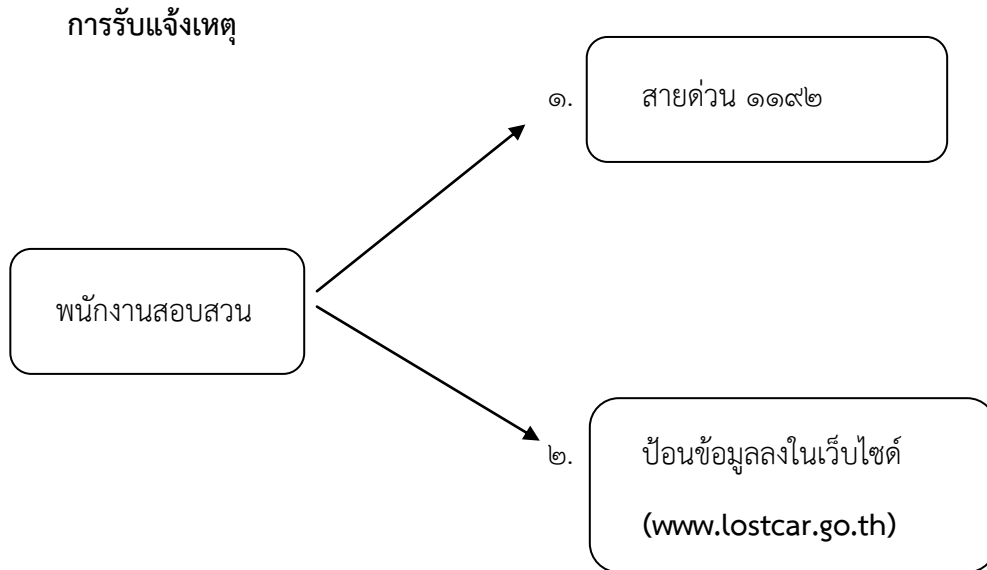 การรับแจ้งเหตุ
๑. สายด่วน ๑๑๙๒
พนักงานสอบสวน
๒. ป้อนข้อมูลลงในเว็บไซด์
(www.lostcar.go.th)